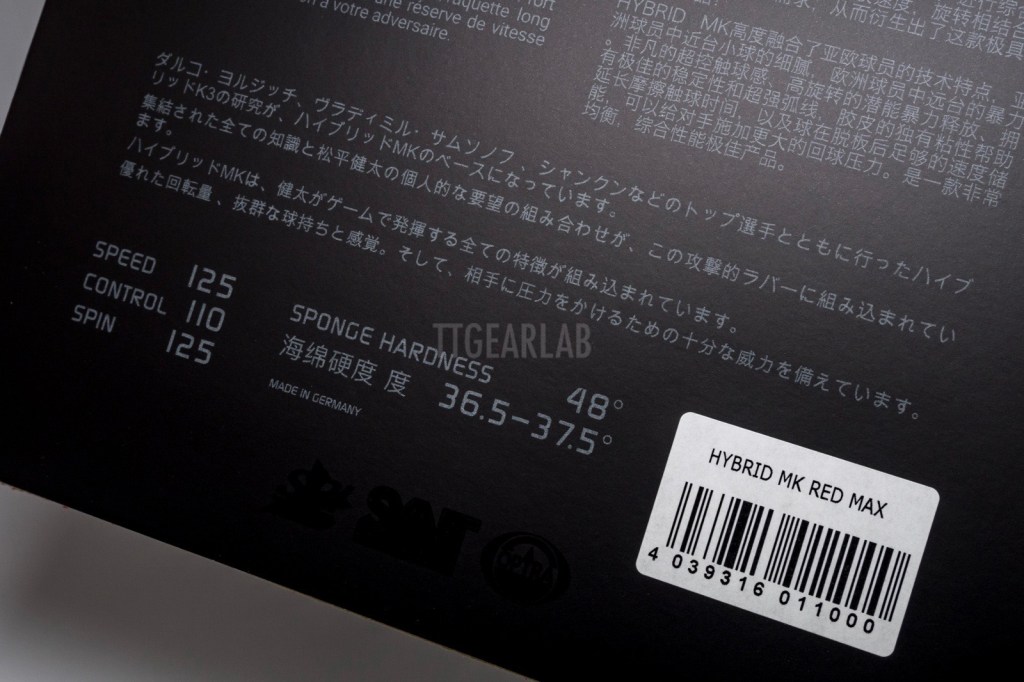 raquette long
on à votre adversaire.
une réserve de vitesse
从而衍生出了这款极具
HYBRID MK高度融合了亚欧球员的技术特点，亚
洲球员中近台小球的细腻，欧洲球员中远台的暴力
。非凡的超控触球感，高旋转的潜能暴力释放，超
有极佳的稳定性和超强弧线，胶皮的独有粘性帮助
延长摩擦触球时间，以及球在脱板后足够的速度储
能，可以给对手施加更大的回球压力。是一款非常
均衡、综合性能极佳产品。
ダルコ・ヨルジッチ、ヴラディミル・サムソノフ、シャンクンなどのトップ選手とともに行ったハイブ
リッドK3の研究が、ハイブリッドMKのベースになっています。
集結された全ての知識と松平健太の個人的な要望の組み合わせが、この攻撃的ラバーに組み込まれてい
ます。
ハイブリッドMKは、健太がゲームで発揮する全ての特徴が組み込まれています。
優れた回転量、抜群な球持ちと感覚。そして、相手に圧力をかけるための十分な威力を備えています。
SPEED 125
CONTROL 110
SPIN 125
SPONGE HARDNESS 48°
海绵硬度 度 36.5–37.5°
MADE IN GERMANY
TTGEARLAB
HYBRID MK RED MAX
4 039316 011000